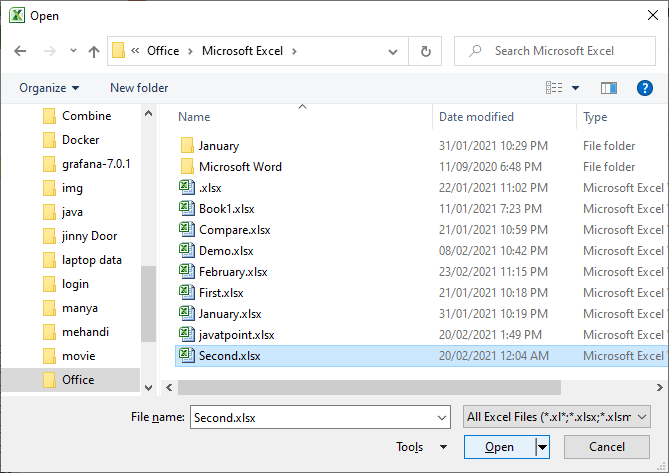 Open
« Office › Microsoft Excel ›
Search Microsoft Excel
Organize
New folder
Combine
Docker
grafana-7.0.1
img
java
jinny Door
laptop data
login
manya
mehandi
movie
Office
Name Date modified Type
January 31/01/2021 10:29 PM File folder
Microsoft Word 11/09/2020 6:48 PM File folder
.xlsx 22/01/2021 11:02 PM Microsoft Excel
Book1.xlsx 11/01/2021 7:23 PM Microsoft Excel
Compare.xlsx 21/01/2021 10:59 PM Microsoft Excel
Demo.xlsx 08/02/2021 10:42 PM Microsoft Excel
February.xlsx 23/02/2021 11:15 PM Microsoft Excel
First.xlsx 21/01/2021 10:18 PM Microsoft Excel
January.xlsx 31/01/2021 10:19 PM Microsoft Excel
javatpoint.xlsx 20/02/2021 1:49 PM Microsoft Excel
Second.xlsx 20/02/2021 12:04 AM Microsoft Excel
File name: Second.xlsx
All Excel Files (*.xl*;*.xlsx;*.xlsm
Tools
Open
Cancel